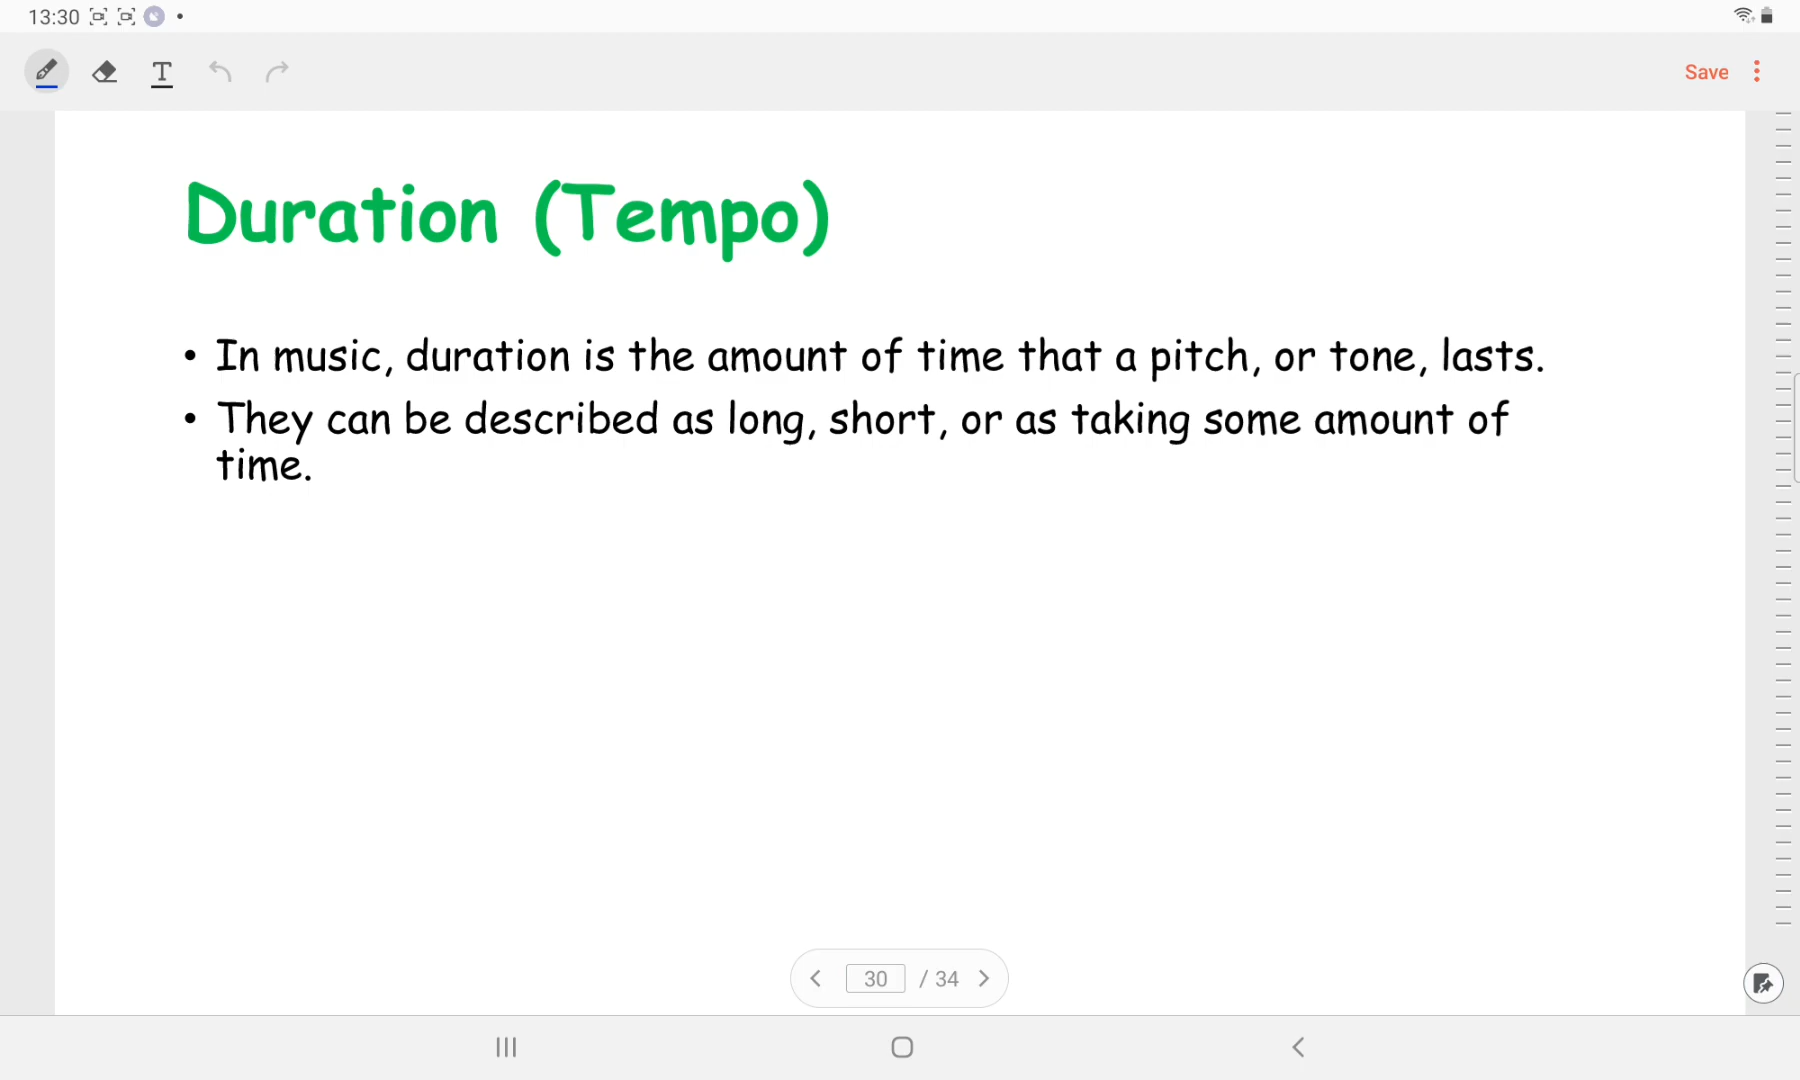 13:30
Save
Duration (Tempo)
• In music, duration is the amount of time that a pitch, or tone, lasts.
• They can be described as long, short, or as taking some amount of
time.
30 / 34